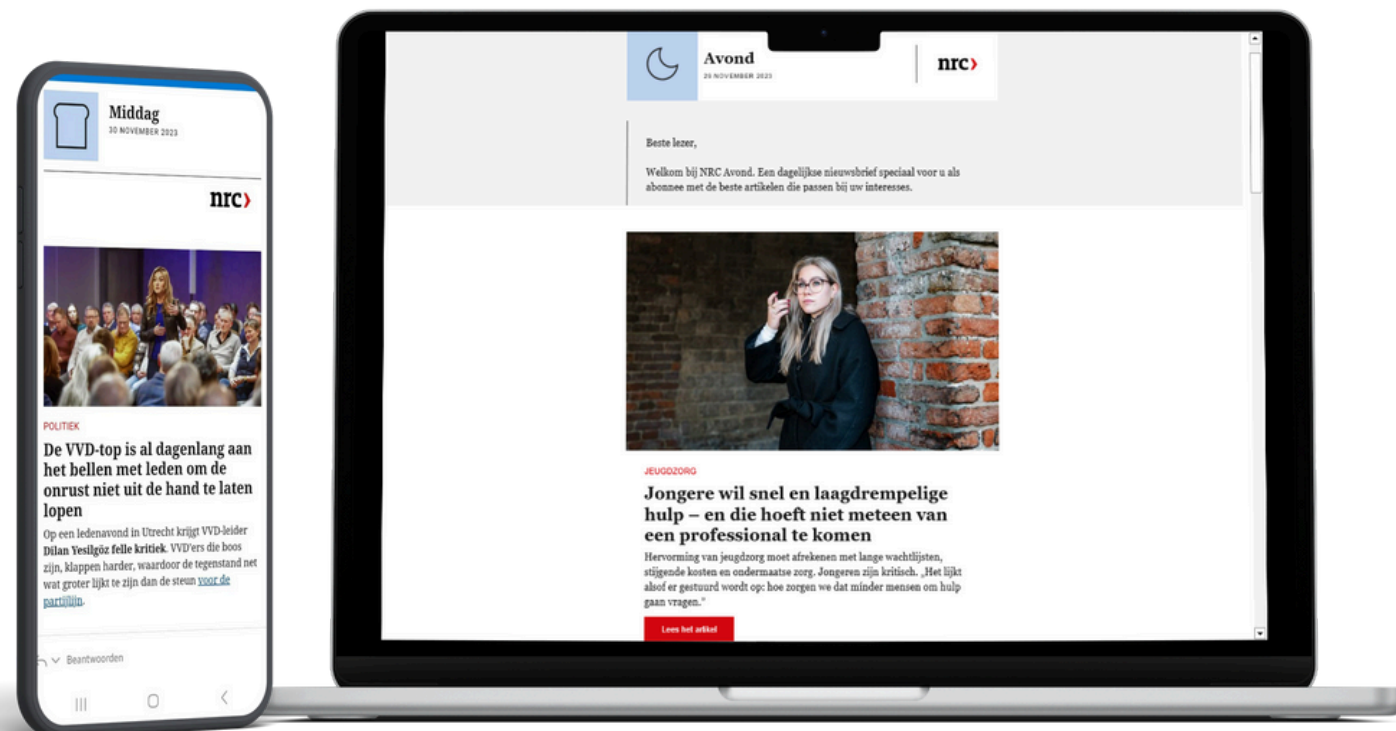 Middag
30 NOVEMBER 2023
nrc>
POLITIEK
De VVD-top is al dagenlang aan
het bellen met leden om de
onrust niet uit de hand te laten
lopen
Op een ledenavond in Utrecht krijgt VVD-leider
Dilan Yesilgöz felle kritiek. VVD'ers die boos
zijn, klappen harder, waardoor de tegenstand net
wat groter lijkt te zijn dan de steun voor de
partijlijn.
Beantwoorden
Avond
29 NOVEMBER 2023
nrc>
Beste lezer,
Welkom bij NRC Avond. Een dagelijkse nieuwsbrief speciaal voor u als
abonnee met de beste artikelen die passen bij uw interesses.
JEUGDZORG
Jongere wil snel en laagdrempelige
hulp – en die hoeft niet meteen van
een professional te komen
Hervorming van jeugdzorg moet afrekenen met lange wachtlijsten,
stijgende kosten en ondermaatse zorg. Jongeren zijn kritisch. „Het lijkt
alsof er gestuurd wordt op: hoe zorgen we dat minder mensen om hulp
gaan vragen.”
Lees het artikel